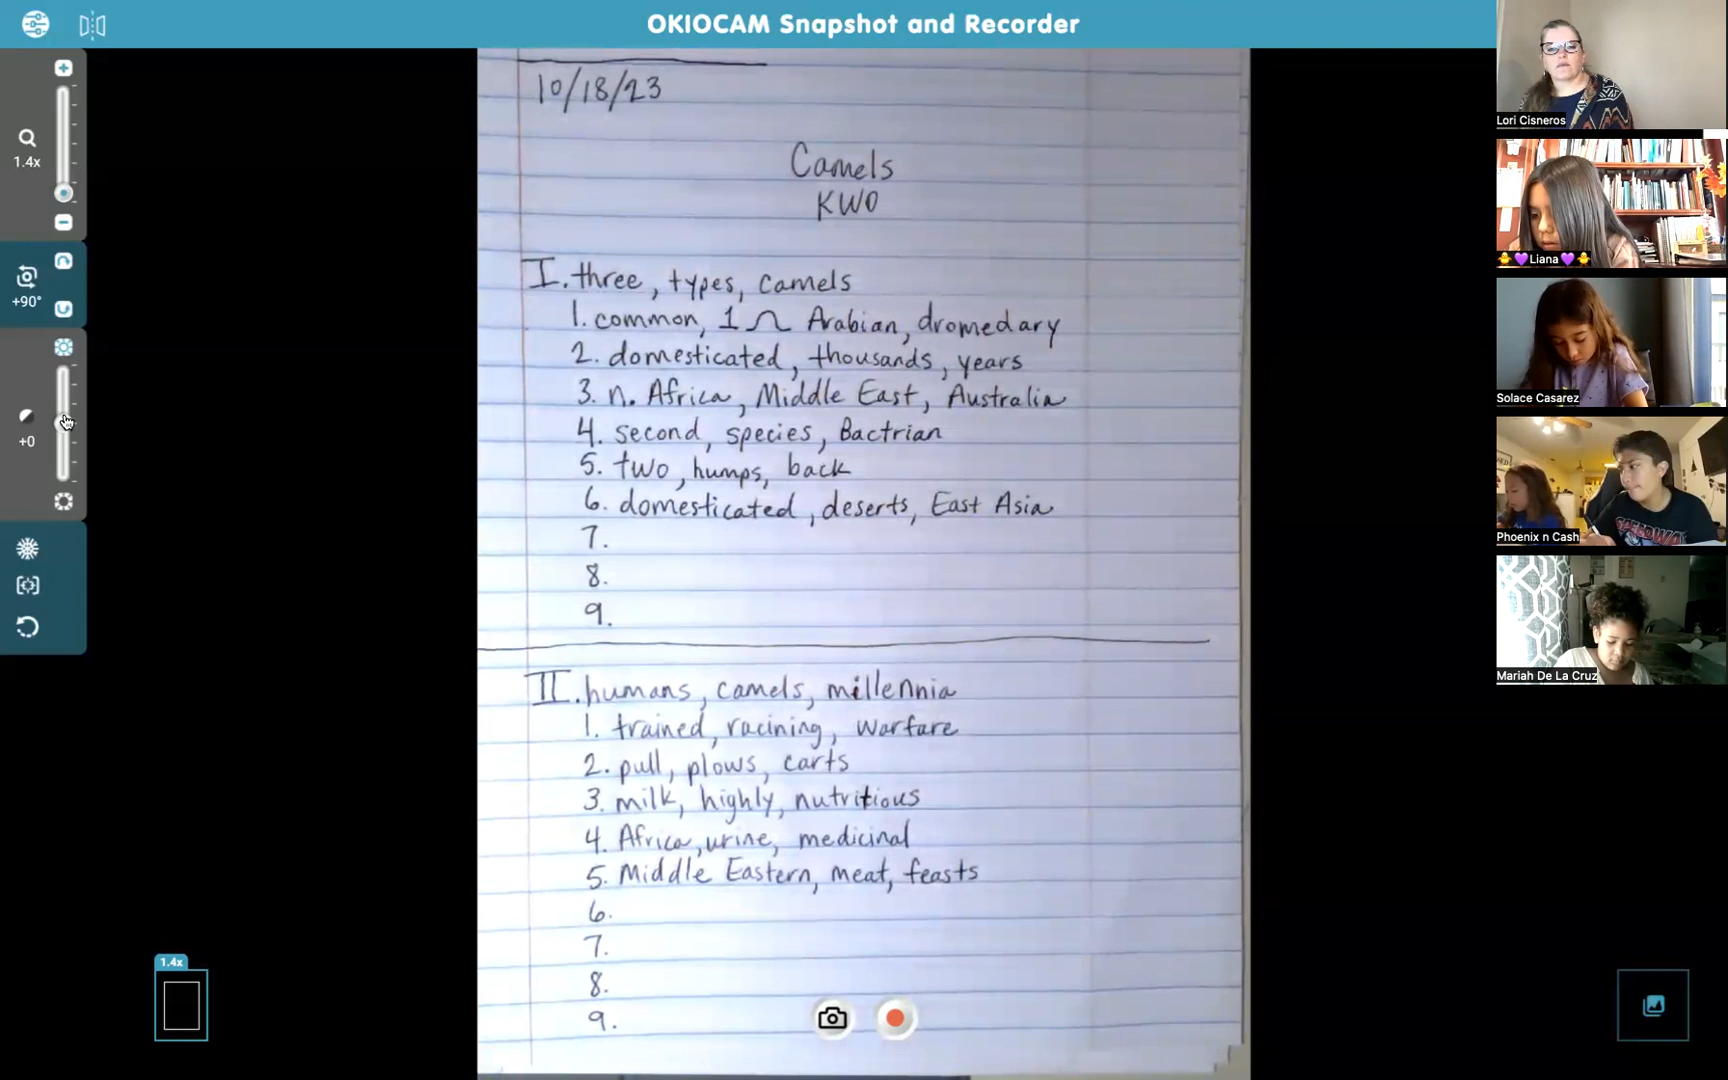 OKIOCAM Snapshot and Recorder
1.4x
+90°
+0
1.4x
10/18/23
Camels
KWO
I. three, types, camels
1. common, 1 Arabian, dromedary
2. domesticated, thousands, years
3. n. Africa, Middle East, Australia
4. second, species, Bactrian
5. two, humps, back
6. domesticated, deserts, East Asia
7.
8.
9.
II. humans, camels, millennia
1. trained, racining, warfare
2. pull, plows, carts
3. milk, highly, nutritious
4. Africa, urine, medicinal
5. Middle Eastern, meat, feasts
6.
7.
8.
9.
Lori Cisneros
Liana
Solace Casarez
Phoenix n Cash
Mariah De La Cruz